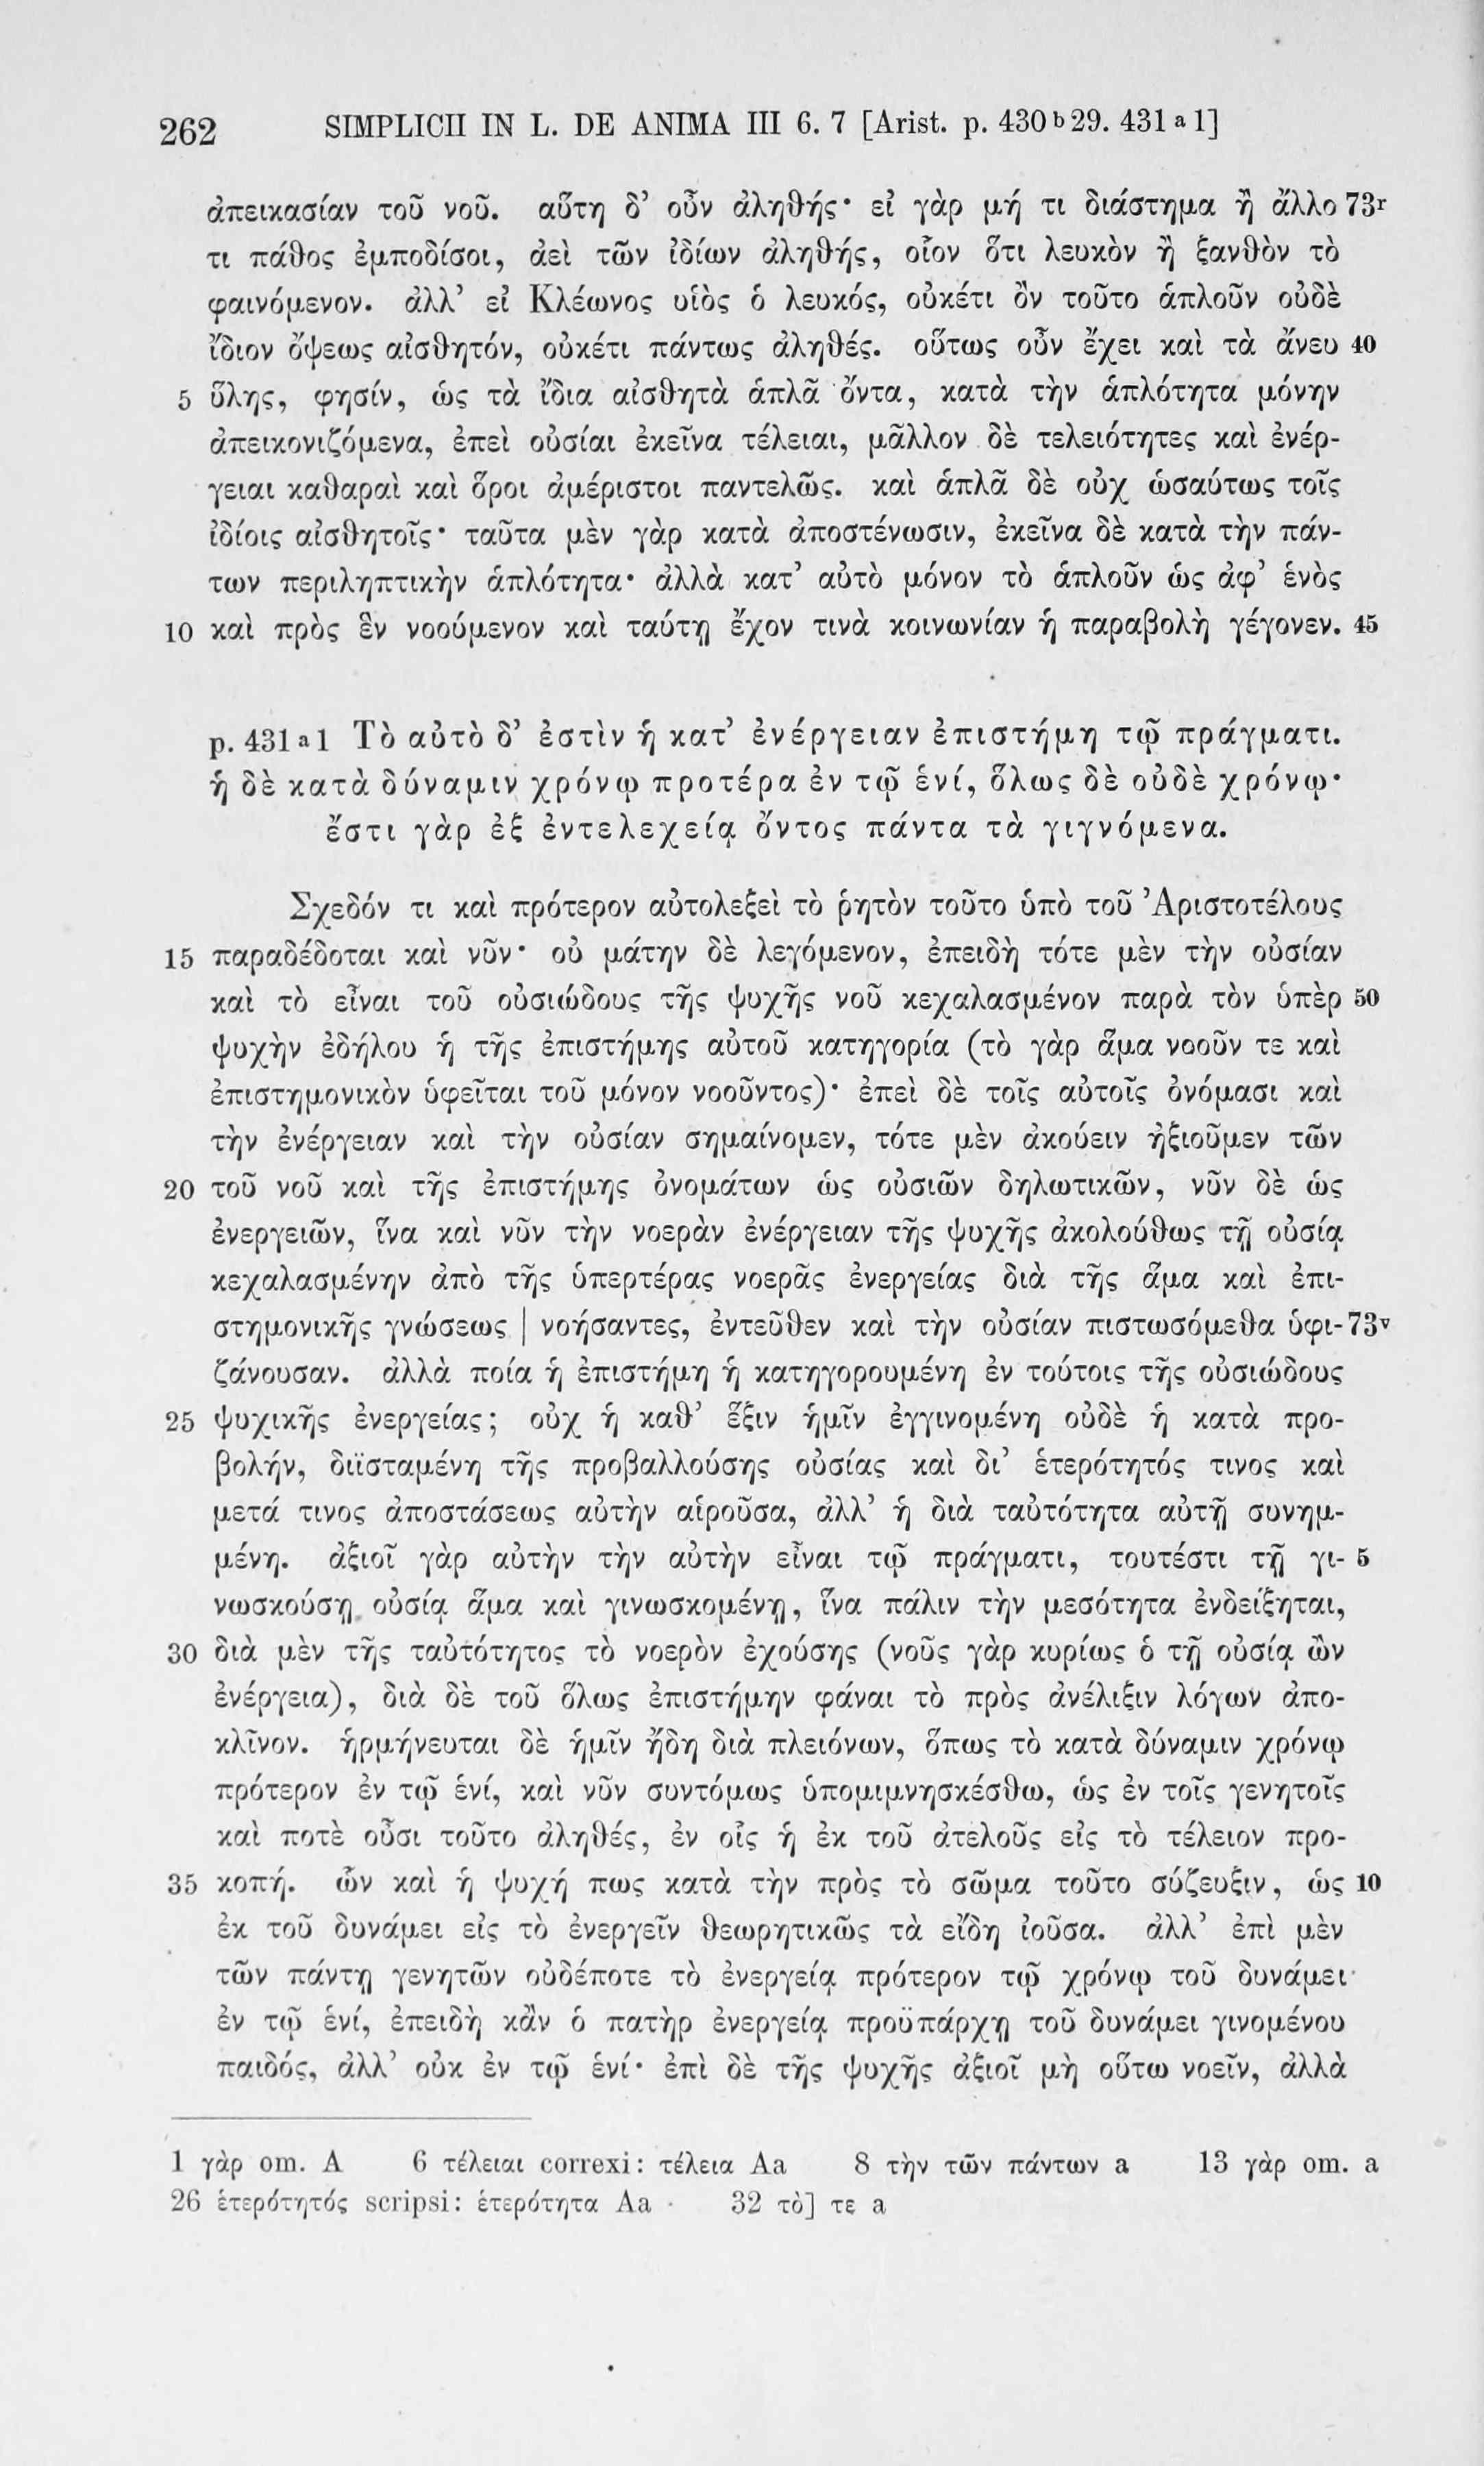 262 SIMPLICII IN L. DE ANIMA III 6. 7 [Arist. p. 430 b 29. 431 a 1]
ἀπεικασίαν τοῦ νοῦ. αὕτη δ’ οὖν ἀληθής· εἰ γὰρ μή τι διάστημα ἢ ἄλλο 73r
τι πάθος ἐμποδίσοι, ἀεὶ τῶν ἰδίων ἀληθής, οἷον ὅτι λευκὸν ἢ ξανθὸν τὸ
φαινόμενον. ἀλλ’ εἰ Κλέωνος υἱὸς ὁ λευκός, οὐκέτι ὂν τοῦτο ἁπλοῦν οὐδὲ
ἴδιον ὄψεως αἰσθητόν, οὐκέτι πάντως ἀληθές. οὕτως οὖν ἔχει καὶ τὰ ἄνευ 40
5 ὕλης, φησίν, ὡς τὰ ἴδια αἰσθητὰ ἁπλᾶ ὄντα, κατὰ τὴν ἁπλότητα μόνην
ἀπεικονιζόμενα, ἐπεὶ οὐσίαι ἐκεῖνα τέλειαι, μᾶλλον δὲ τελειότητες καὶ ἐνέρ-
γειαι καθαραὶ καὶ ὅροι ἀμέριστοι παντελῶς. καὶ ἁπλᾶ δὲ οὐχ ὡσαύτως τοῖς
ἰδίοις αἰσθητοῖς· ταῦτα μὲν γὰρ κατὰ ἀποστένωσιν, ἐκεῖνα δὲ κατὰ τὴν πάν-
των περιληπτικὴν ἁπλότητα· ἀλλὰ κατ’ αὐτὸ μόνον τὸ ἁπλοῦν ὡς ἀφ’ ἑνὸς
10 καὶ πρὸς ἓν νοούμενον καὶ ταύτῃ ἔχον τινὰ κοινωνίαν ἡ παραβολὴ γέγονεν. 45
p. 431 a 1 Τὸ αὐτὸ δ’ ἐστὶν ἡ κατ’ ἐνέργειαν ἐπιστήμη τῷ πράγματι.
ἡ δὲ κατὰ δύναμιν χρόνῳ προτέρα ἐν τῷ ἑνί, ὅλως δὲ οὐδὲ χρόνῳ·
ἔστι γὰρ ἐξ ἐντελεχείᾳ ὄντος πάντα τὰ γιγνόμενα.
Σχεδόν τι καὶ πρότερον αὐτολεξεὶ τὸ ῥητὸν τοῦτο ὑπὸ τοῦ Ἀριστοτέλους
15 παραδέδοται καὶ νῦν· οὐ μάτην δὲ λεγόμενον, ἐπειδὴ τότε μὲν τὴν οὐσίαν
καὶ τὸ εἶναι τοῦ οὐσιώδους τῆς ψυχῆς νοῦ κεχαλασμένον παρὰ τὸν ὑπὲρ 50
ψυχὴν ἐδήλου ἡ τῆς ἐπιστήμης αὐτοῦ κατηγορία (τὸ γὰρ ἅμα νοοῦν τε καὶ
ἐπιστημονικὸν ὑφεῖται τοῦ μόνον νοοῦντος)· ἐπεὶ δὲ τοῖς αὐτοῖς ὀνόμασι καὶ
τὴν ἐνέργειαν καὶ τὴν οὐσίαν σημαίνομεν, τότε μὲν ἀκούειν ἠξιοῦμεν τῶν
20 τοῦ νοῦ καὶ τῆς ἐπιστήμης ὀνομάτων ὡς οὐσιῶν δηλωτικῶν, νῦν δὲ ὡς
ἐνεργειῶν, ἵνα καὶ νῦν τὴν νοερὰν ἐνέργειαν τῆς ψυχῆς ἀκολούθως τῇ οὐσίᾳ
κεχαλασμένην ἀπὸ τῆς ὑπερτέρας νοερᾶς ἐνεργείας διὰ τῆς ἅμα καὶ ἐπι-
στημονικῆς γνώσεως | νοήσαντες, ἐντεῦθεν καὶ τὴν οὐσίαν πιστωσόμεθα ὑφι- 73v
ζάνουσαν. ἀλλὰ ποία ἡ ἐπιστήμη ἡ κατηγορουμένη ἐν τούτοις τῆς οὐσιώδους
25 ψυχικῆς ἐνεργείας; οὐχ ἡ καθ’ ἕξιν ἡμῖν ἐγγινομένη οὐδὲ ἡ κατὰ προ-
βολήν, διϊσταμένη τῆς προβαλλούσης οὐσίας καὶ δι’ ἑτερότητός τινος καὶ
μετά τινος ἀποστάσεως αὐτὴν αἱροῦσα, ἀλλ’ ἡ διὰ ταὐτότητα αὐτῇ συνημ-
μένη. ἀξιοῖ γὰρ αὐτὴν τὴν αὐτὴν εἶναι τῷ πράγματι, τουτέστι τῇ γι- 5
νωσκούσῃ οὐσίᾳ ἅμα καὶ γινωσκομένῃ, ἵνα πάλιν τὴν μεσότητα ἐνδείξηται,
30 διὰ μὲν τῆς ταὐτότητος τὸ νοερὸν ἐχούσης (νοῦς γὰρ κυρίως ὁ τῇ οὐσίᾳ ὢν
ἐνέργεια), διὰ δὲ τοῦ ὅλως ἐπιστήμην φάναι τὸ πρὸς ἀνέλιξιν λόγων ἀπο-
κλῖνον. ἡρμήνευται δὲ ἡμῖν ἤδη διὰ πλειόνων, ὅπως τὸ κατὰ δύναμιν χρόνῳ
πρότερον ἐν τῷ ἑνί, καὶ νῦν συντόμως ὑπομιμνησκέσθω, ὡς ἐν τοῖς γενητοῖς
καὶ ποτὲ οὖσι τοῦτο ἀληθές, ἐν οἷς ἡ ἐκ τοῦ ἀτελοῦς εἰς τὸ τέλειον προ-
35 κοπή. ὧν καὶ ἡ ψυχή πως κατὰ τὴν πρὸς τὸ σῶμα τοῦτο σύζευξιν, ὡς 10
ἐκ τοῦ δυνάμει εἰς τὸ ἐνεργεῖν θεωρητικῶς τὰ εἴδη ἰοῦσα. ἀλλ’ ἐπὶ μὲν
τῶν πάντῃ γενητῶν οὐδέποτε τὸ ἐνεργείᾳ πρότερον τῷ χρόνῳ τοῦ δυνάμει
ἐν τῷ ἑνί, ἐπειδὴ κἂν ὁ πατὴρ ἐνεργείᾳ προϋπάρχῃ τοῦ δυνάμει γινομένου
παιδός, ἀλλ’ οὐκ ἐν τῷ ἑνί· ἐπὶ δὲ τῆς ψυχῆς ἀξιοῖ μὴ οὕτω νοεῖν, ἀλλὰ
1 γὰρ om. A 6 τέλειαι correxi: τέλεια Aa 8 τὴν τῶν πάντων a 13 γὰρ om. a
26 ἑτερότητός scripsi: ἑτερότητα Aa 32 τὸ] τε a